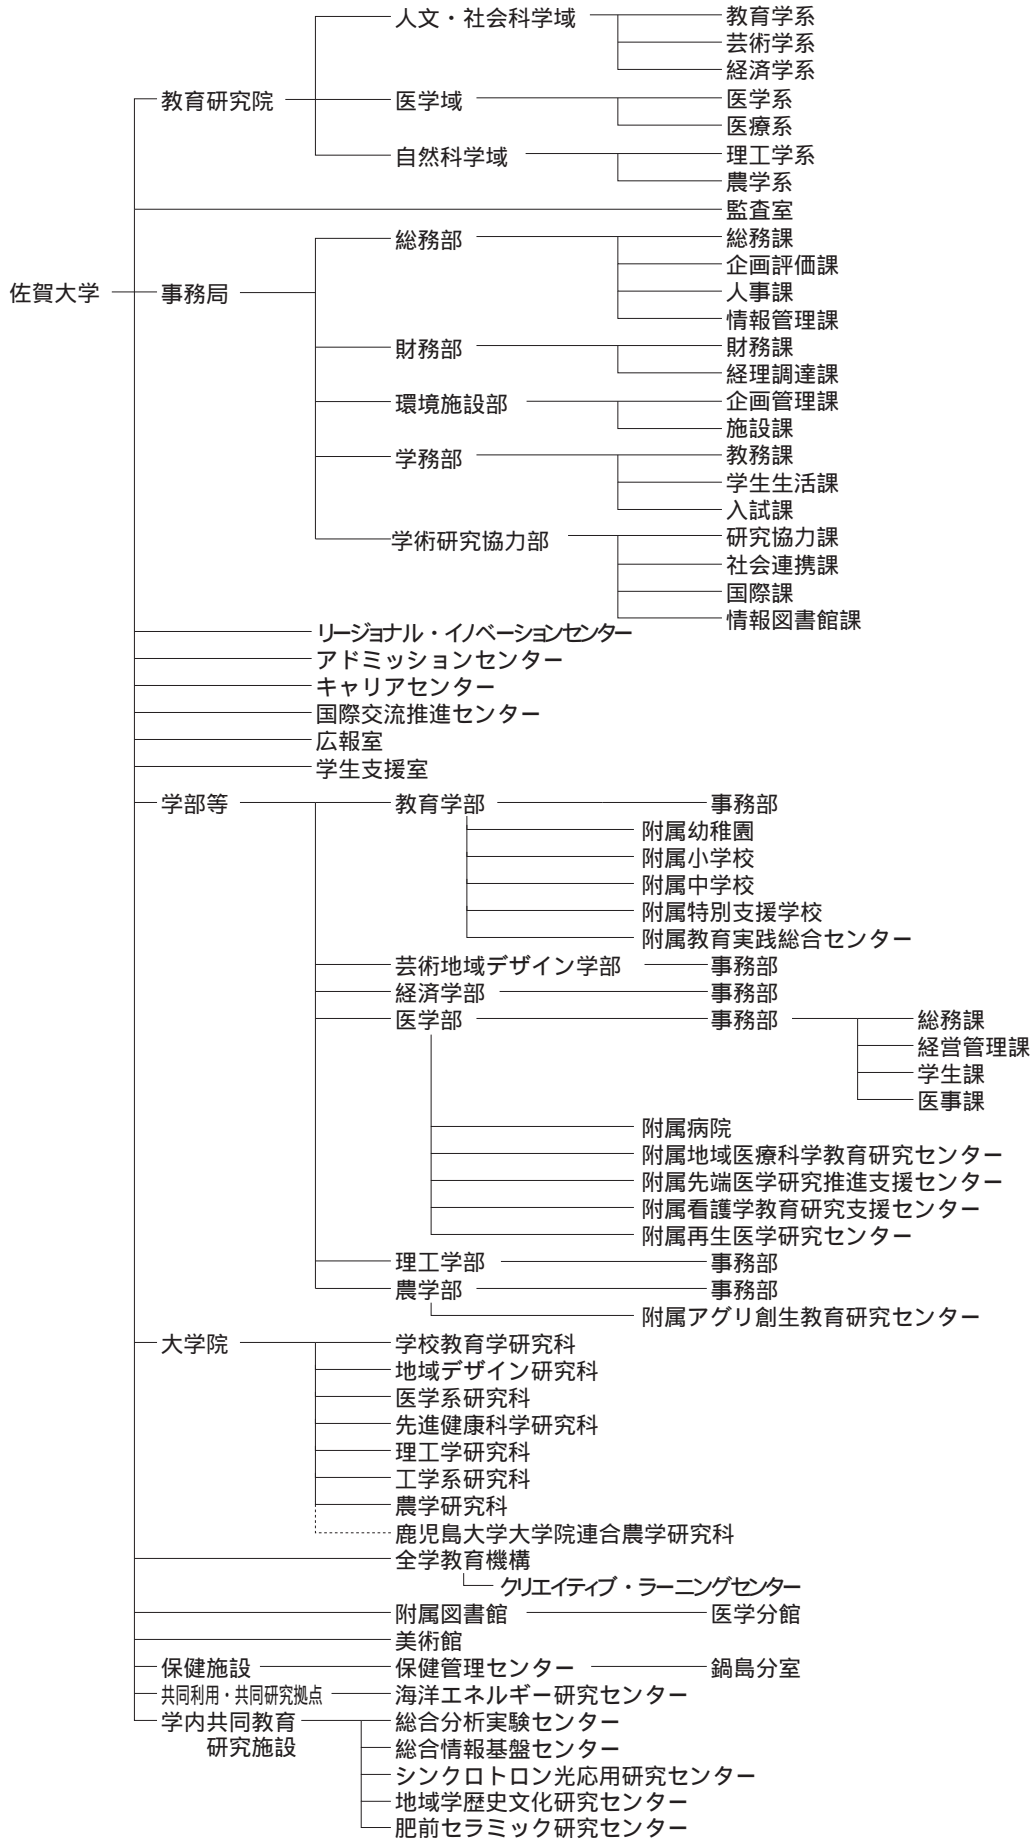 人文・社会科学域 教育学系
芸術学系
経済学系
教育研究院 医学域 医学系
医療系
自然科学域 理工学系
農学系
監査室
総務部 総務課
企画評価課
佐賀大学 事務局 人事課
情報管理課
財務部 財務課
経理調達課
環境施設部 企画管理課
施設課
学務部 教務課
学生生活課
入試課
学術研究協力部 研究協力課
社会連携課
国際課
情報図書館課
リージョナル・イノベーションセンター
アドミッションセンター
キャリアセンター
国際交流推進センター
広報室
学生支援室
学部等 教育学部 事務部
附属幼稚園
附属小学校
附属中学校
附属特別支援学校
附属教育実践総合センター
芸術地域デザイン学部 事務部
経済学部 事務部
医学部 事務部 総務課
経営管理課
学生課
医事課
附属病院
附属地域医療科学教育研究センター
附属先端医学研究推進支援センター
附属看護学教育研究支援センター
附属再生医学研究センター
理工学部 事務部
農学部 事務部
附属アグリ創生教育研究センター
大学院 学校教育学研究科
地域デザイン研究科
医学系研究科
先進健康科学研究科
理工学研究科
工学系研究科
農学研究科
鹿児島大学大学院連合農学研究科
全学教育機構
クリエイティブ・ラーニングセンター
附属図書館 医学分館
美術館
保健施設 保健管理センター 鍋島分室
共同利用・共同研究拠点 海洋エネルギー研究センター
学内共同教育 総合分析実験センター
研究施設 総合情報基盤センター
シンクロトロン光応用研究センター
地域学歴史文化研究センター
肥前セラミック研究センター